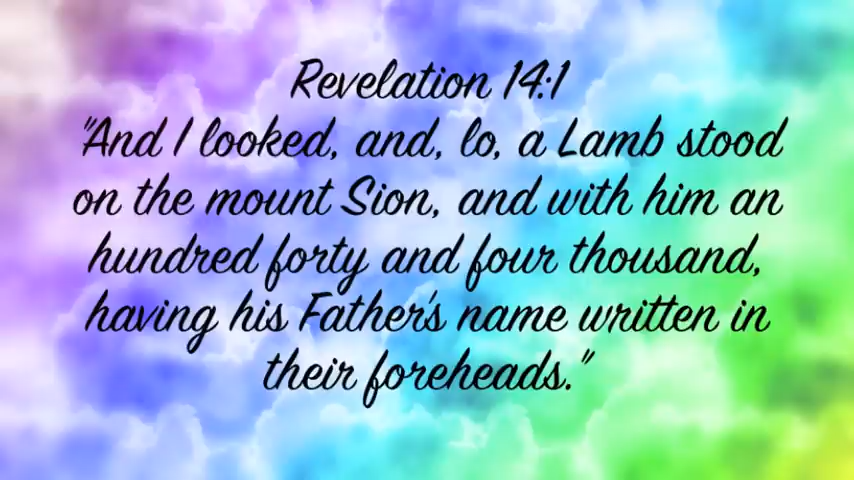 Revelation 14:1
"And I looked, and, lo, a Lamb stood
on the mount Sion, and with him an
hundred forty and four thousand,
having his Father's name written in
their foreheads."